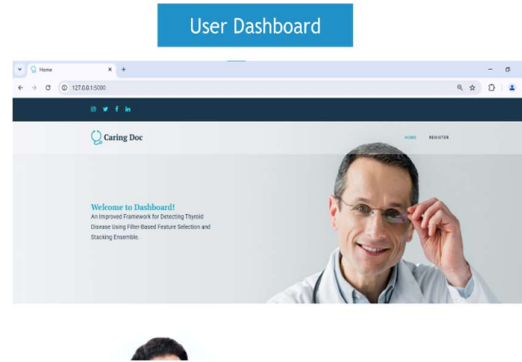 User Dashboard
Home
127.0.0.1:5000
Caring Doc
HOME
REGISTER
Welcome to Dashboard!
An Improved Framework for Detecting Thyroid
Disease Using Filter-Based Feature Selection and
Stacking Ensemble.